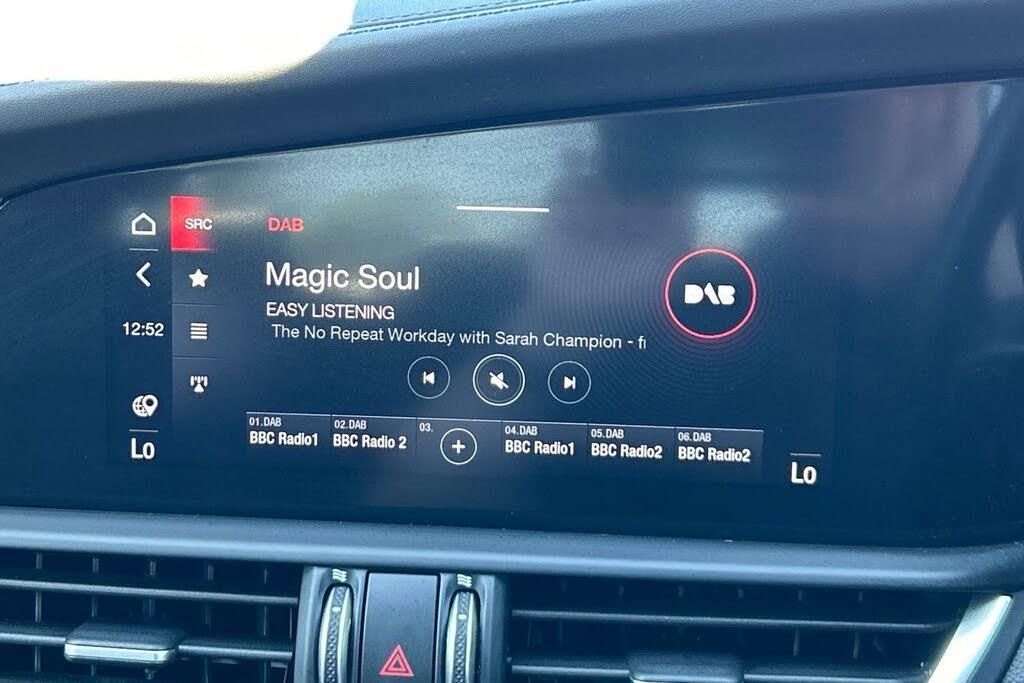 SRC
DAB
Magic Soul
EASY LISTENING
The No Repeat Workday with Sarah Champion - fi
DAB
12:52
01.DAB
BBC Radio1
02.DAB
BBC Radio 2
03.
04.DAB
BBC Radio1
05.DAB
BBC Radio2
06.DAB
BBC Radio2
Lo
Lo